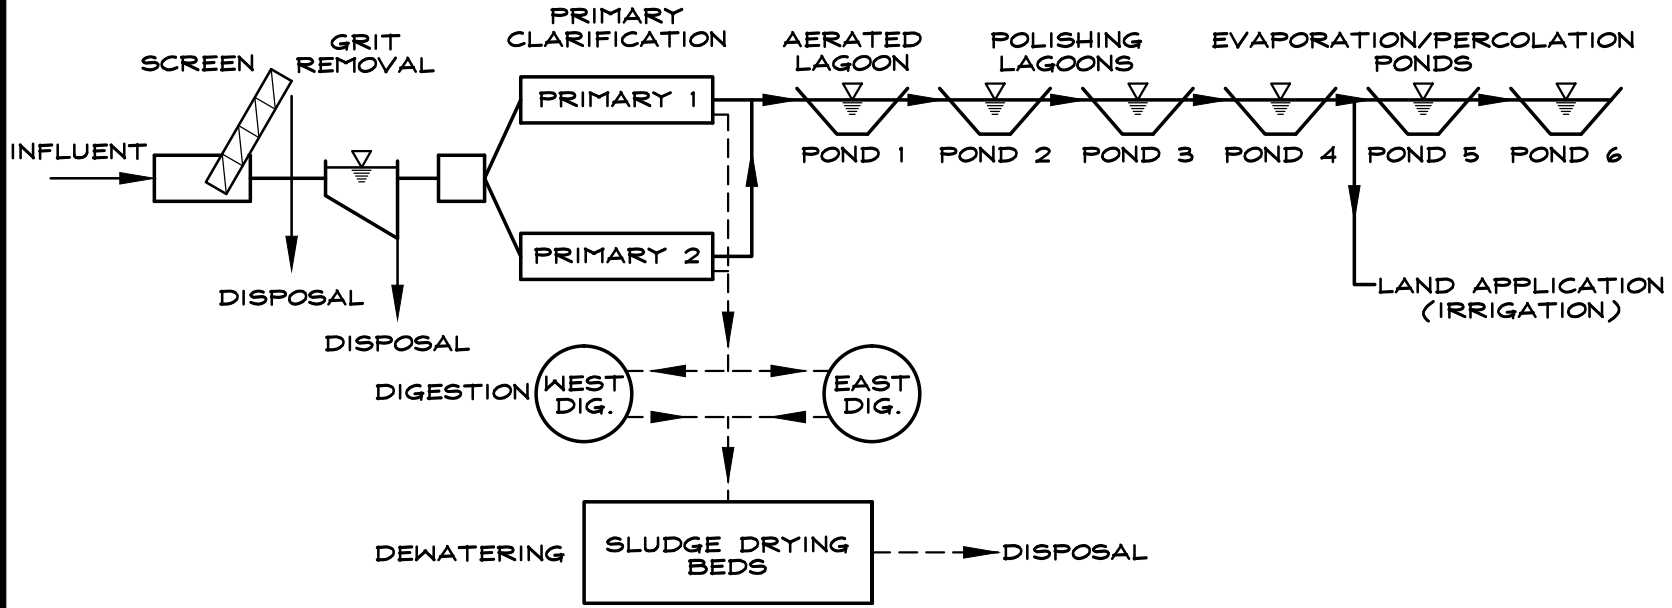 PRIMARY
CLARIFICATION
GRIT
REMOVAL
SCREEN
AERATED
LAGOON
POLISHING
LAGOONS
EVAPORATION/PERCOLATION
PONDS
INFLUENT
PRIMARY 1
PRIMARY 2
POND 1
POND 2
POND 3
POND 4
POND 5
POND 6
DISPOSAL
DISPOSAL
LAND APPLICATION
(IRRIGATION)
DIGESTION
WEST
DIG.
EAST
DIG.
DEWATERING
SLUDGE DRYING
BEDS
DISPOSAL